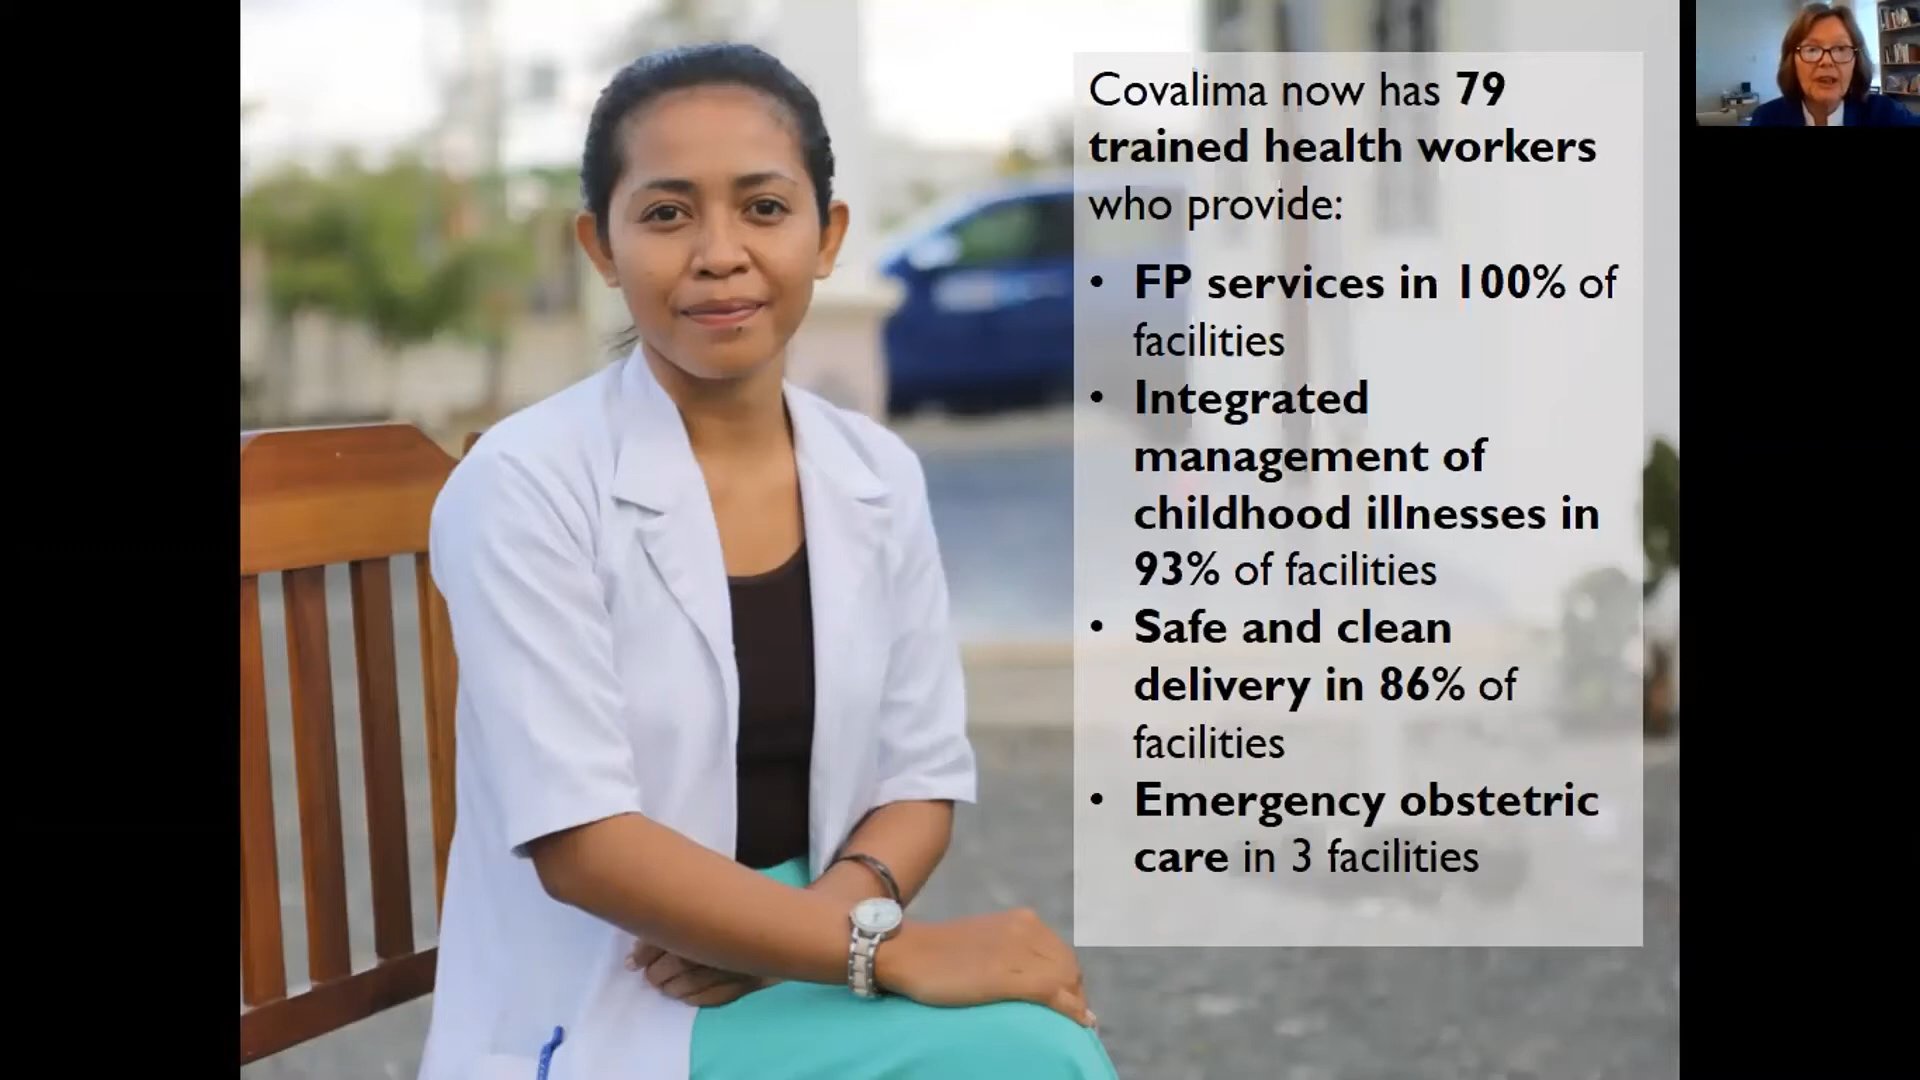 Covalima now has 79
trained health workers
who provide:
• FP services in 100% of
facilities
• Integrated
management of
childhood illnesses in
93% of facilities
• Safe and clean
delivery in 86% of
facilities
• Emergency obstetric
care in 3 facilities